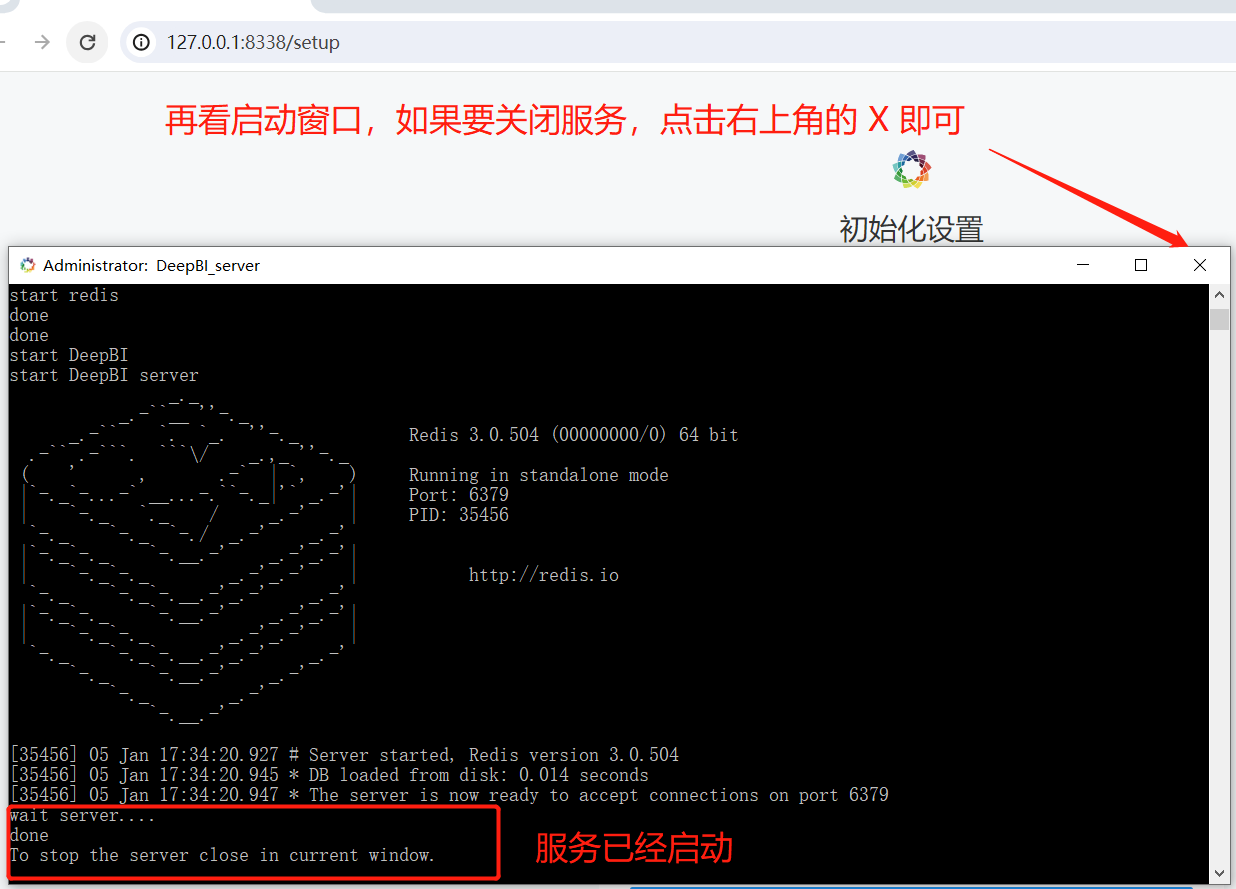 127.0.0.1:8338/setup
再看启动窗口，如果要关闭服务，点击右上角的 X 即可
初始化设置
Administrator: DeepBI_server
start redis
done
done
start DeepBI
start DeepBI server
Redis 3.0.504 (00000000/0) 64 bit
Running in standalone mode
Port: 6379
PID: 35456
http://redis.io
[35456] 05 Jan 17:34:20.927 # Server started, Redis version 3.0.504
[35456] 05 Jan 17:34:20.945 * DB loaded from disk: 0.014 seconds
[35456] 05 Jan 17:34:20.947 * The server is now ready to accept connections on port 6379
wait server....
done
To stop the server close in current window.
服务已经启动